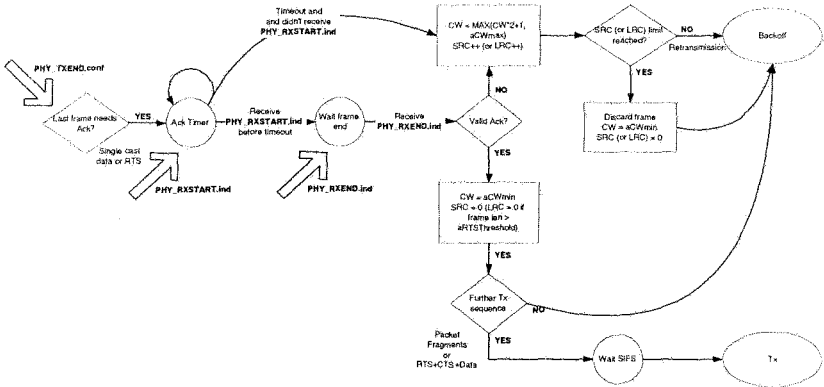 Timeout and
and didn't receive
PHY_RXSTART.ind
CW = MAX(CW*2+1,
aCWmax)
SRC++ (or LRC++)
SRC (or LRC) limit
reached?
NO
Retransmission
Backoff
PHY_TXEND.conf
YES
NO
Discard frame
CW = aCWmin
SRC (or LRC) = 0
Last frame needs
Ack?
YES
Ack Timer
Receive
PHY_RXSTART.ind
before timeout
Wait frame
end
Receive
PHY_RXEND.ind
Valid Ack?
Single cast
data or RTS
PHY_RXSTART.ind
PHY_RXEND.ind
YES
CW = aCWmin
SRC = 0 (LRC = 0 if
frame len >
aRTSThreshold)
YES
Further Tx
sequence
NO
Packet
Fragments
or
RTS+CTS+Data
YES
Wait SIFS
Tx